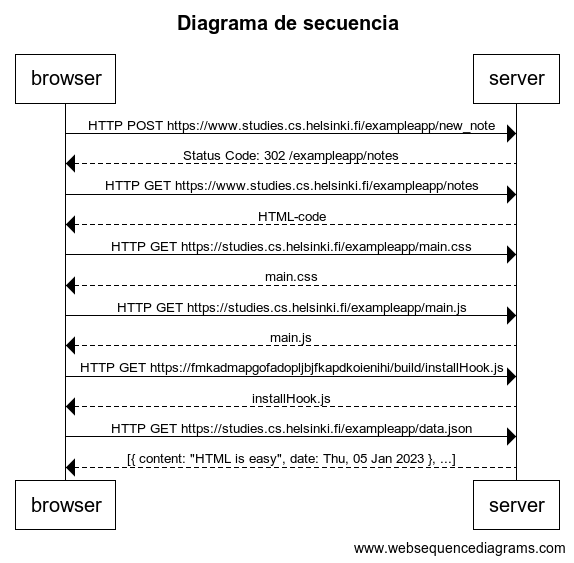 Diagrama de secuencia
browser server
HTTP POST https://www.studies.cs.helsinki.fi/exampleapp/new_note
Status Code: 302 /exampleapp/notes
HTTP GET https://www.studies.cs.helsinki.fi/exampleapp/notes
HTML-code
HTTP GET https://studies.cs.helsinki.fi/exampleapp/main.css
main.css
HTTP GET https://studies.cs.helsinki.fi/exampleapp/main.js
main.js
HTTP GET https://fmkadmapgofadopljbjfkapdkoienihi/build/installHook.js
installHook.js
HTTP GET https://studies.cs.helsinki.fi/exampleapp/data.json
[{ content: "HTML is easy", date: Thu, 05 Jan 2023 }, ...]
browser server
www.websequencediagrams.com